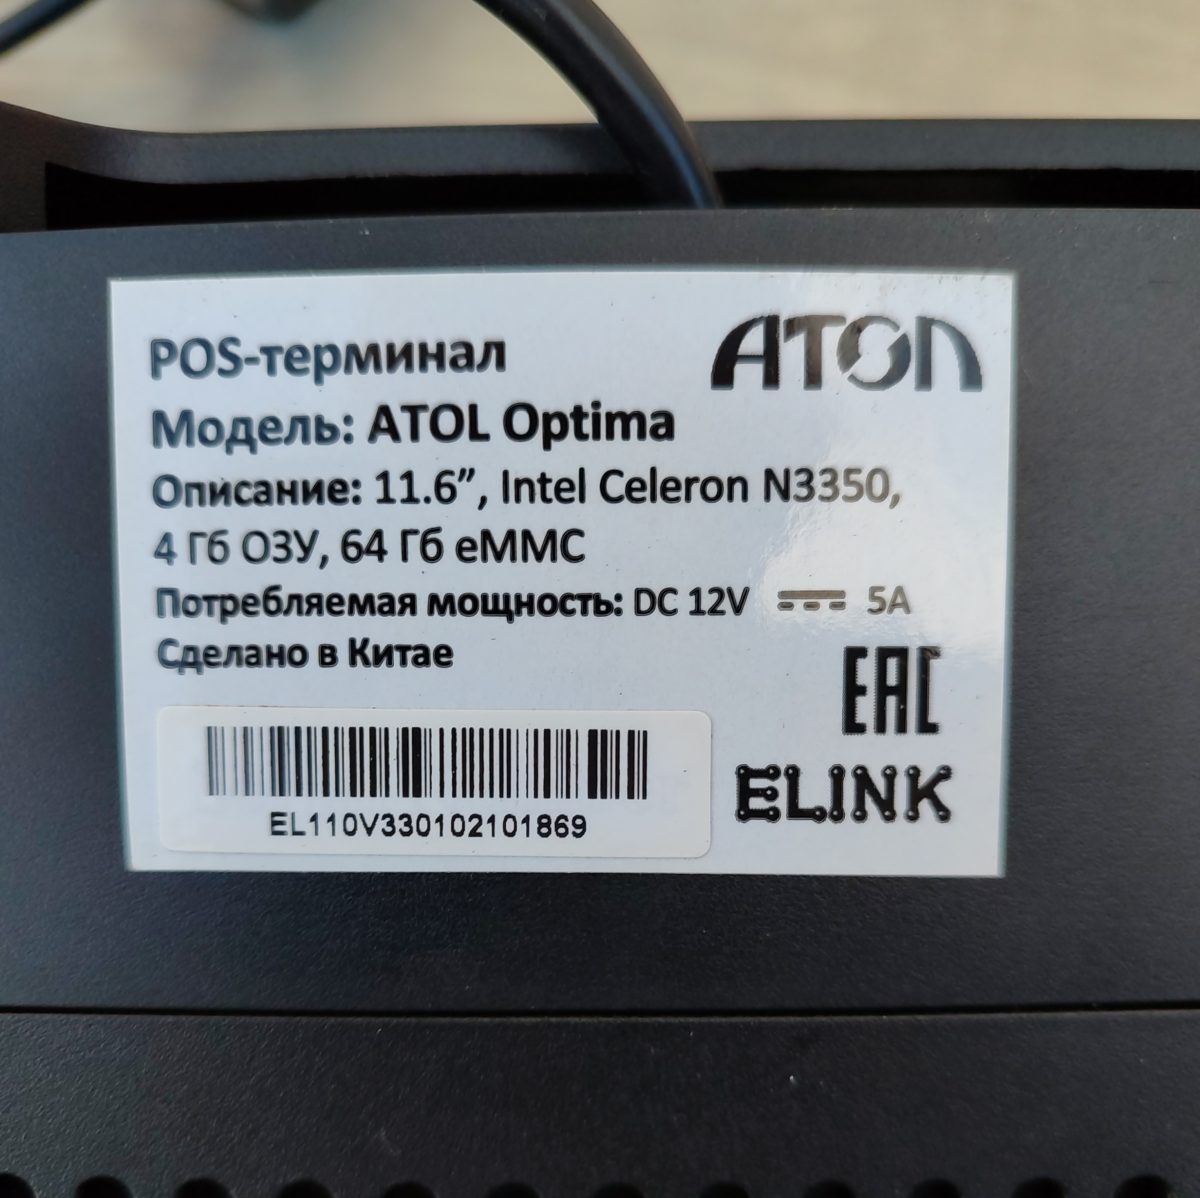 POS-терминал
АТОЛ
Модель: ATOL Optima
Описание: 11.6”, Intel Celeron N3350,
4 Гб ОЗУ, 64 Гб eMMC
Потребляемая мощность: DC 12V ⎓ 5A
Сделано в Китае
EAC
ELINK
EL110V330102101869